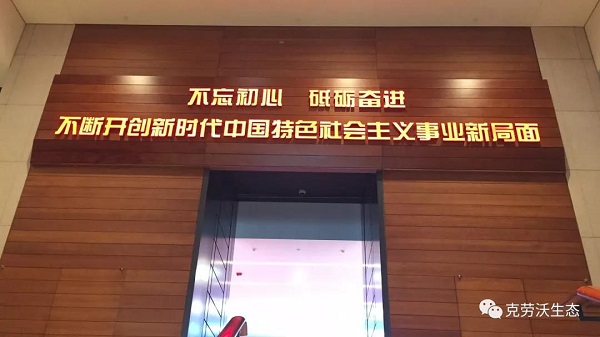 不忘初心 砥砺奋进
不断开创新时代中国特色社会主义事业新局面
克劳沃生态